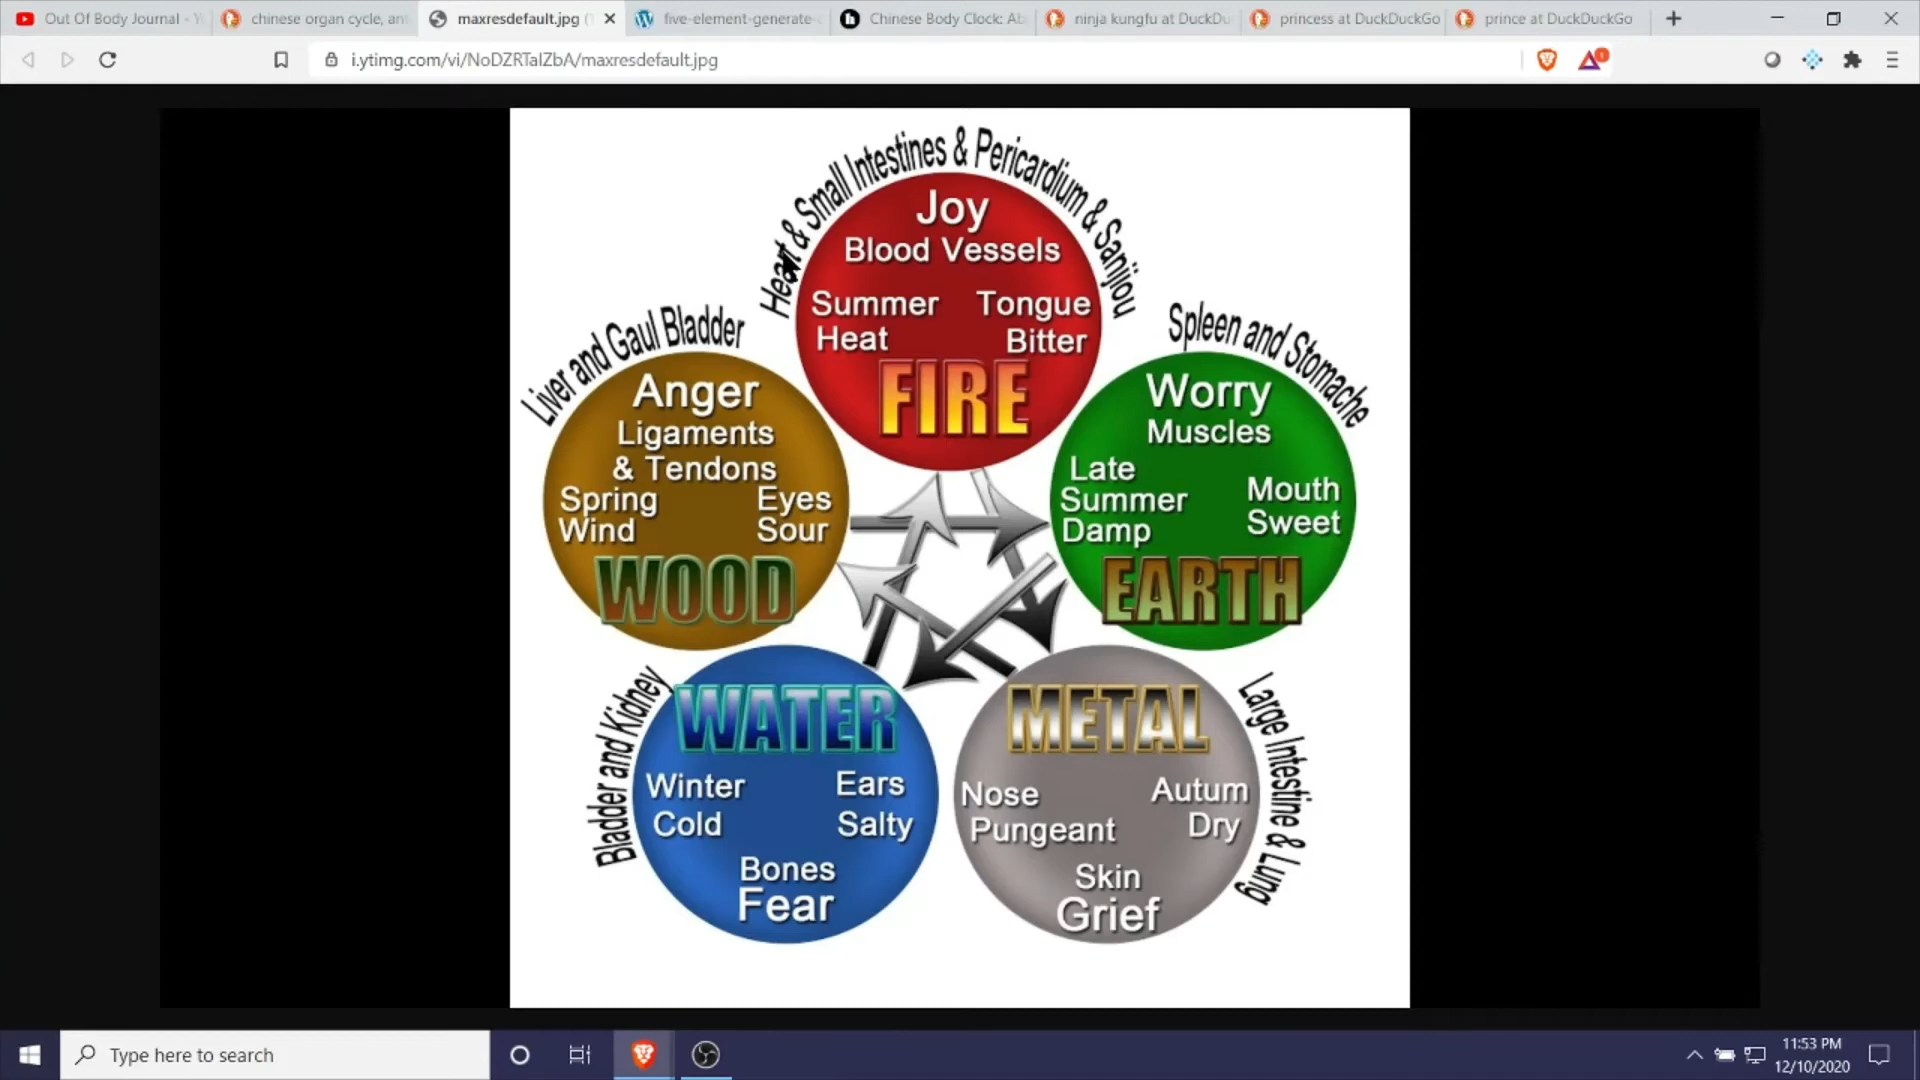 Out Of Body Journal - Y
chinese organ cycle, ant
maxresdefault.jpg (
five-element-generate-
Chinese Body Clock: Ab
ninja kungfu at DuckDu
princess at DuckDuckGo
prince at DuckDuckGo
i.ytimg.com/vi/NoDZRTaIZbA/maxresdefault.jpg
Heart & Small Intestines & Pericardium & Sanijou
Joy
Blood Vessels
Summer Tongue
Heat Bitter
FIRE
Liver and Gaul Bladder
Anger
Ligaments
& Tendons
Spring Eyes
Wind Sour
WOOD
Spleen and Stomache
Worry
Muscles
Late
Summer Mouth
Damp Sweet
EARTH
Bladder and Kidney
WATER
Winter Ears
Cold Salty
Bones
Fear
Large Intestine & Lung
METAL
Nose Autum
Pungeant Dry
Skin
Grief
Type here to search
11:53 PM
12/10/2020